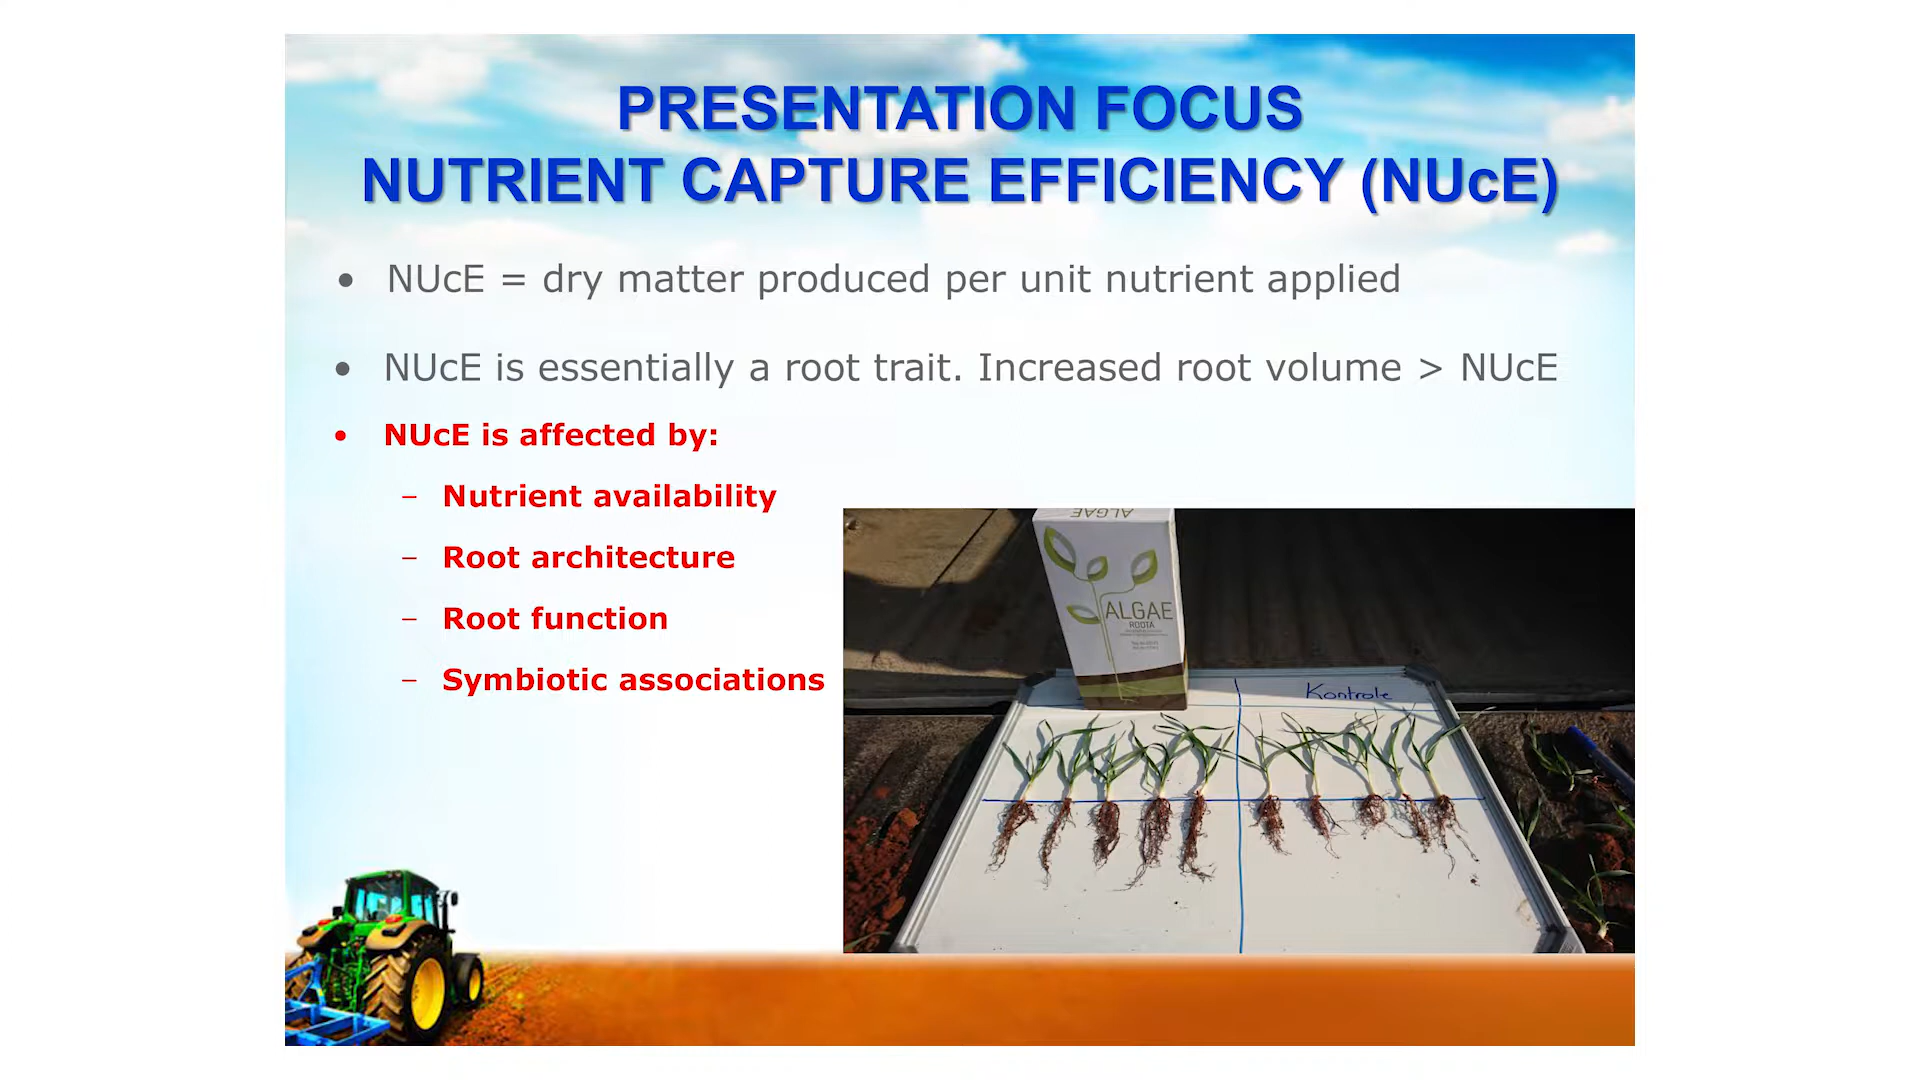 PRESENTATION FOCUS
NUTRIENT CAPTURE EFFICIENCY (NUcE)
• NUcE = dry matter produced per unit nutrient applied
• NUcE is essentially a root trait. Increased root volume > NUcE
• NUcE is affected by:
– Nutrient availability
– Root architecture
– Root function
– Symbiotic associations
ALGAE
ALGAE
ROOTA
Kontrole